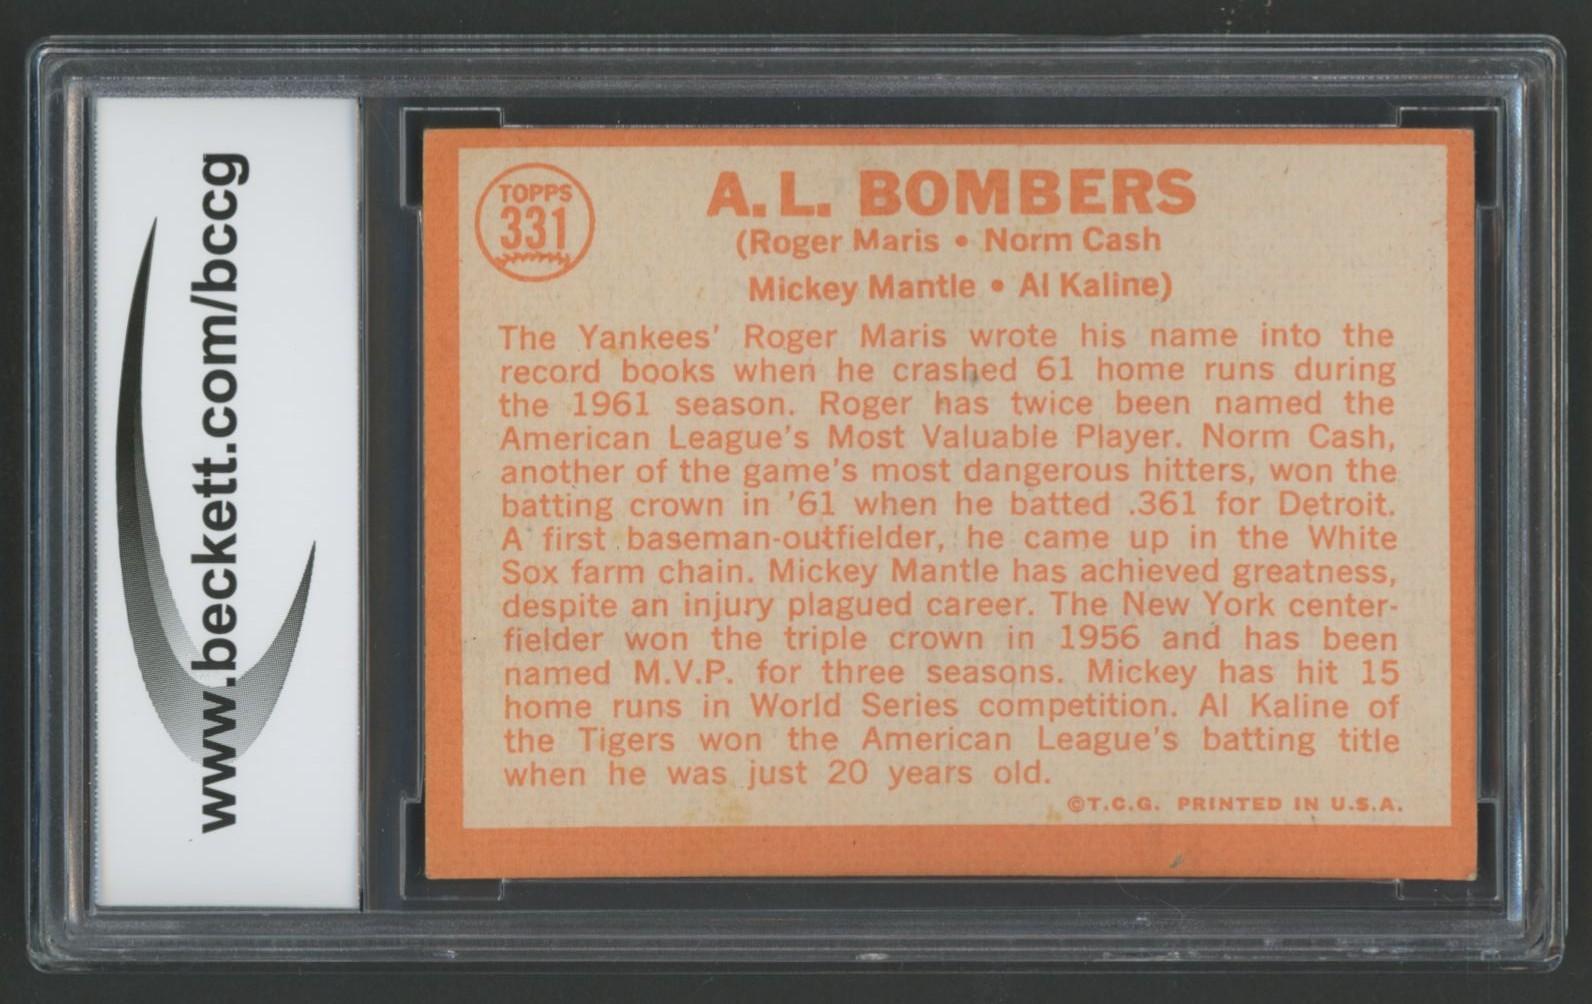 www.beckett.com/bccg
TOPPS
331
A.L. BOMBERS
(Roger Maris • Norm Cash
Mickey Mantle • Al Kaline)
The Yankees' Roger Maris wrote his name into the
record books when he crashed 61 home runs during
the 1961 season. Roger has twice been named the
American League's Most Valuable Player. Norm Cash,
another of the game's most dangerous hitters, won the
batting crown in '61 when he batted .361 for Detroit.
A first baseman-outfielder, he came up in the White
Sox farm chain. Mickey Mantle has achieved greatness,
despite an injury plagued career. The New York center-
fielder won the triple crown in 1956 and has been
named M.V.P. for three seasons. Mickey has hit 15
home runs in World Series competition. Al Kaline of
the Tigers won the American League's batting title
when he was just 20 years old.
©T.C.G. PRINTED IN U.S.A.